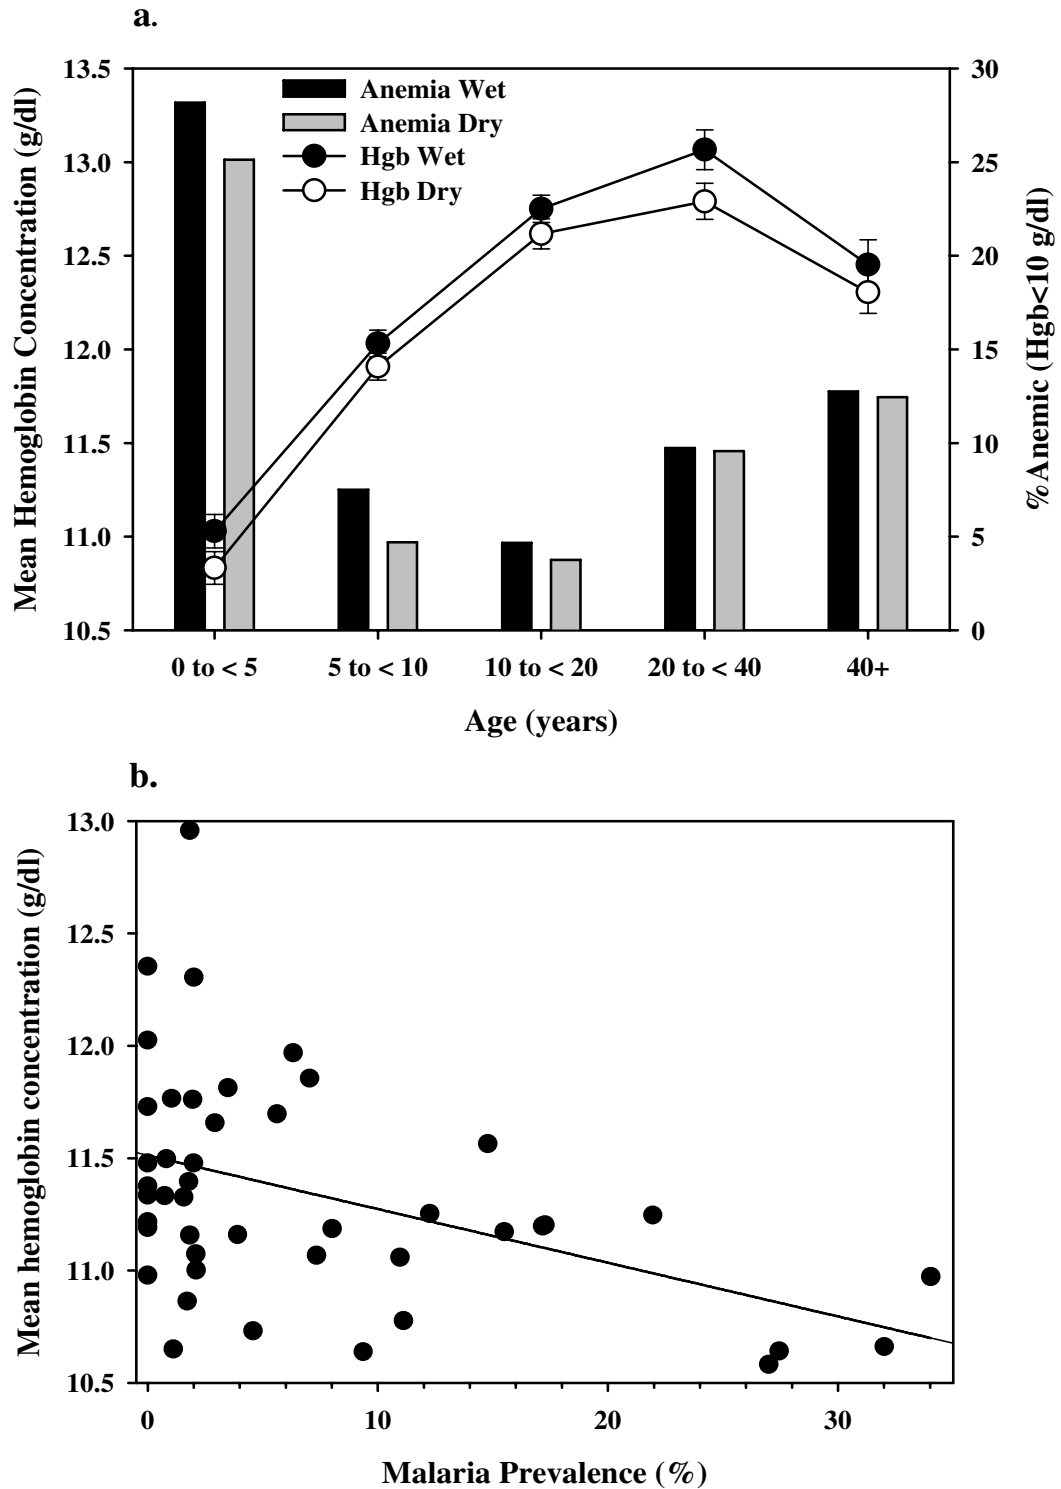 a.
Mean Hemoglobin Concentration (g/dl)
13.5
13.0
12.5
12.0
11.5
11.0
10.5
Anemia Wet
Anemia Dry
Hgb Wet
Hgb Dry
30
25
20
15
10
5
0
%Anemic (Hgb<10 g/dl)
0 to < 5 5 to < 10 10 to < 20 20 to < 40 40+
Age (years)
b.
Mean hemoglobin concentration (g/dl)
13.0
12.5
12.0
11.5
11.0
10.5
0 10 20 30
Malaria Prevalence (%)